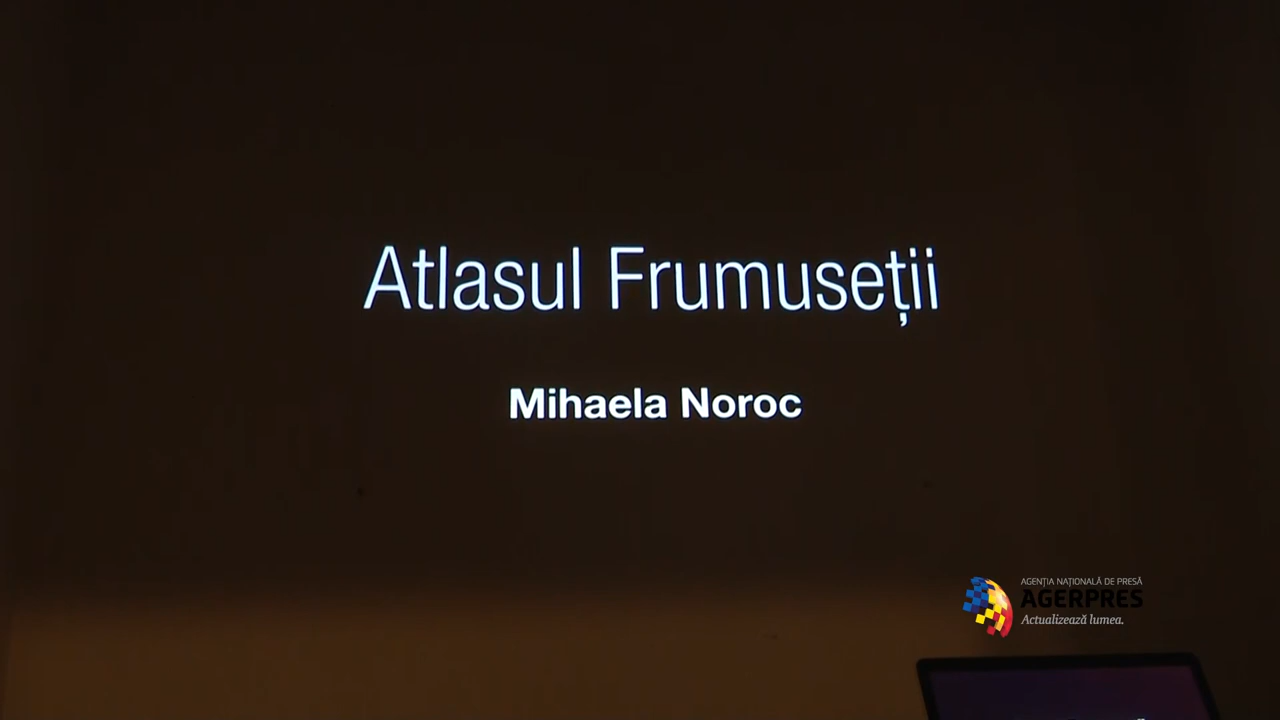 Atlasul Frumuseții
Mihaela Noroc
AGENȚIA NAȚIONALĂ DE PRESĂ
AGERPRES
Actualizează lumea.